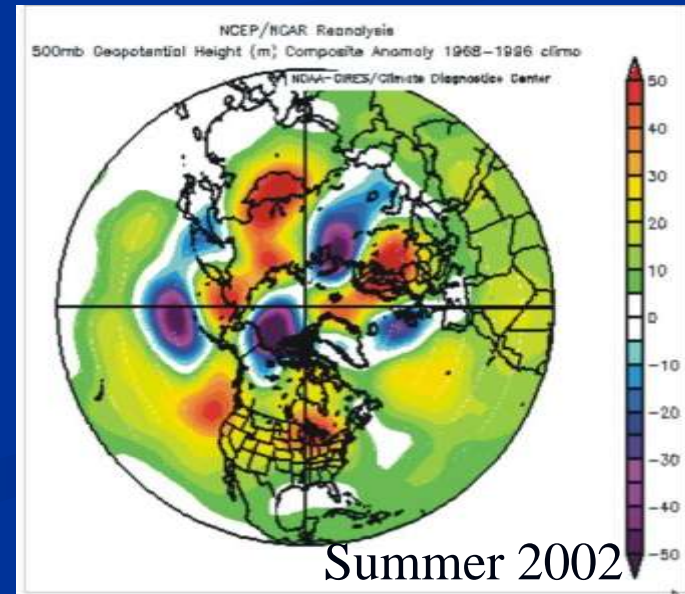 NCEP/NCAR Reanalysis
500mb Geopotential Height (m) Composite Anomaly 1968-1996 climo
NOAA-CIRES/Climate Diagnostics Center
50
40
30
20
10
0
-10
-20
-30
-40
-50
Summer 2002